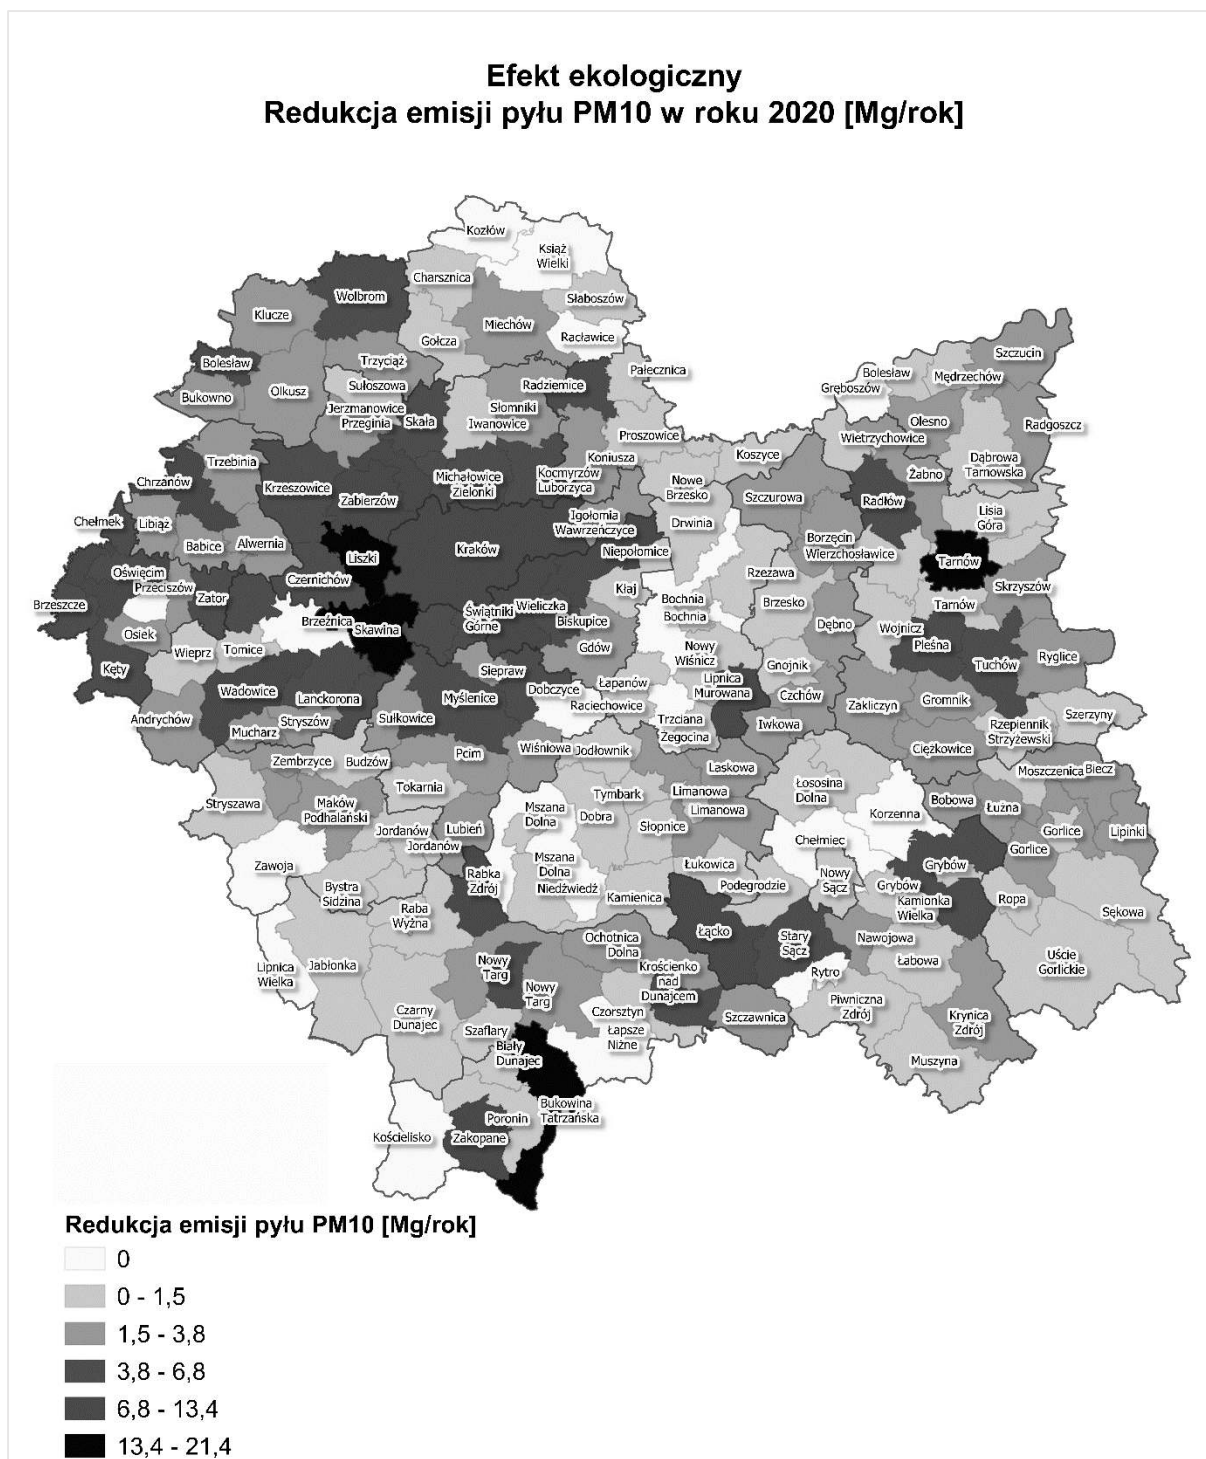 Efekt ekologiczny
Redukcja emisji pyłu PM10 w roku 2020 [Mg/rok]
Kozłów
Książ
Wielki
Charsznica
Słaboszów
Wolbrom
Klucze
Miechów
Racławice
Gołcza
Szczucin
Bolesław
Trzyciąż
Pałecznica
Bolesław
Mędrzechów
Sułoszowa
Radziemice
Gręboszów
Bukowno
Olkusz
Jerzmanowice
Przeginia
Skała
Słomniki
Iwanowice
Olesno
Radgoszcz
Proszowice
Wietrzychowice
Trzebinia
Koniusza
Koszyce
Dąbrowa
Tarnowska
Chrzanów
Krzeszowice
Zabierzów
Michałowice
Zielonki
Kocmyrzów
Luborzyca
Nowe
Brzesko
Szczurowa
Radłów
Żabno
Chełmek
Libiąż
Igołomia
Wawrzeńczyce
Drwinia
Lisia
Góra
Babice
Alwernia
Liszki
Kraków
Niepołomice
Borzęcin
Wierzchosławice
Tarnów
Oświęcim
Przeciszów
Czernichów
Rzezawa
Skrzyszów
Brzeszcze
Zator
Kłaj
Bochnia
Bochnia
Brzesko
Tarnów
Brzeźnica
Skawina
Świątniki
Górne
Wieliczka
Biskupice
Dębno
Wojnicz
Osiek
Wieprz
Tomice
Gdów
Nowy
Wiśnicz
Pleśna
Tuchów
Ryglice
Kęty
Siepraw
Gnojnik
Wadowice
Lanckorona
Myślenice
Dobczyce
Łapanów
Lipnica
Murowana
Czchów
Zakliczyn
Gromnik
Raciechowice
Andrychów
Mucharz
Stryszów
Sułkowice
Trzciana
Żegocina
Iwkowa
Rzepiennik
Strzyżewski
Szerzyny
Wiśniowa
Jodłownik
Ciężkowice
Zembrzyce
Budzów
Pcim
Laskowa
Moszczenica
Biecz
Stryszawa
Maków
Podhalański
Tokarnia
Tymbark
Limanowa
Limanowa
Łososina
Dolna
Bobowa
Łużna
Mszana
Dolna
Dobra
Korzenna
Jordanów
Jordanów
Lubień
Słopnice
Chełmiec
Gorlice
Gorlice
Lipinki
Zawoja
Mszana
Dolna
Niedźwiedź
Łukowica
Grybów
Bystra
Sidzina
Rabka
Zdrój
Kamienica
Podegrodzie
Nowy
Sącz
Grybów
Kamionka
Wielka
Ropa
Sękowa
Raba
Wyżna
Łącko
Stary
Sącz
Nawojowa
Ochotnica
Dolna
Łabowa
Uście
Gorlickie
Lipnica
Wielka
Jabłonka
Nowy
Targ
Krościenko
nad
Dunajcem
Rytro
Nowy
Targ
Czarny
Dunajec
Czorsztyn
Szczawnica
Piwniczna
Zdrój
Krynica
Zdrój
Szaflary
Łapsze
Niżne
Biały
Dunajec
Muszyna
Bukowina
Tatrzańska
Poronin
Kościelisko
Zakopane
Redukcja emisji pyłu PM10 [Mg/rok]
0
0 - 1,5
1,5 - 3,8
3,8 - 6,8
6,8 - 13,4
13,4 - 21,4